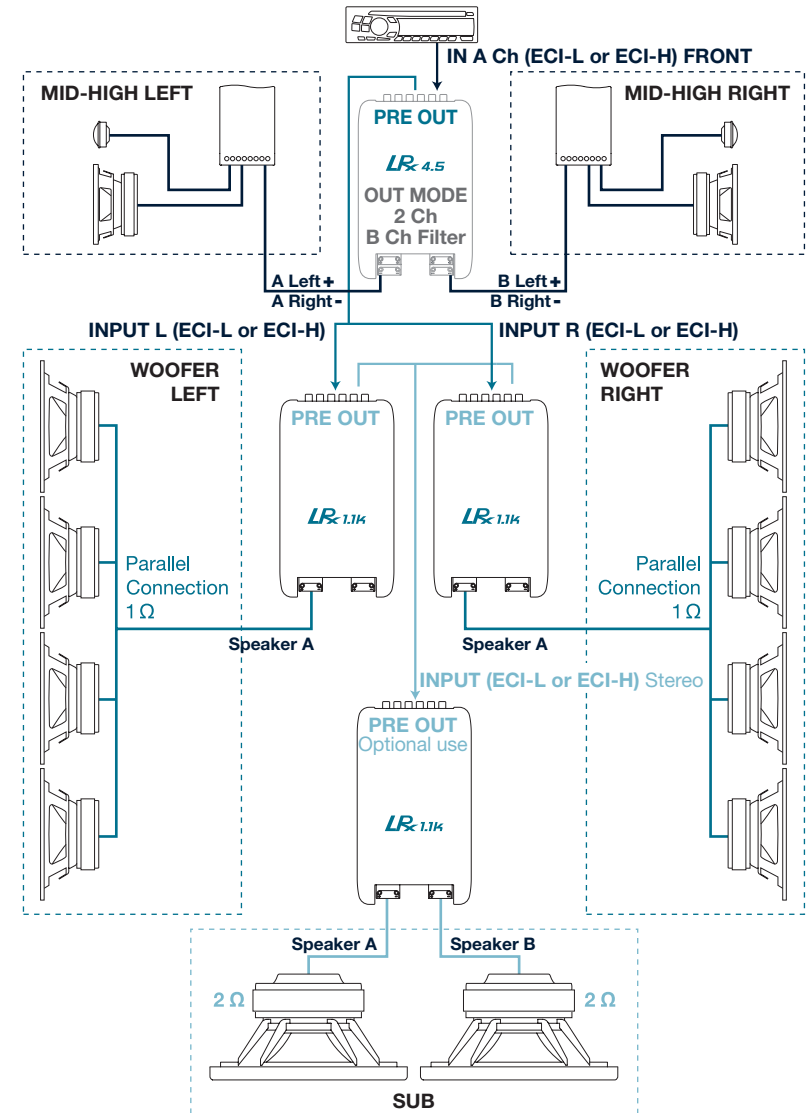 IN A Ch (ECI-L or ECI-H) FRONT
MID-HIGH LEFT
MID-HIGH RIGHT
PRE OUT
LRx 4.5
OUT MODE
2 Ch
B Ch Filter
A Left +
A Right -
B Left +
B Right -
INPUT L (ECI-L or ECI-H)
INPUT R (ECI-L or ECI-H)
WOOFER
LEFT
WOOFER
RIGHT
PRE OUT
PRE OUT
LRx 1.1k
LRx 1.1k
Parallel
Connection
1 Ω
Parallel
Connection
1 Ω
Speaker A
Speaker A
INPUT (ECI-L or ECI-H) Stereo
PRE OUT
Optional use
LRx 1.1k
Speaker A
Speaker B
2 Ω
2 Ω
SUB